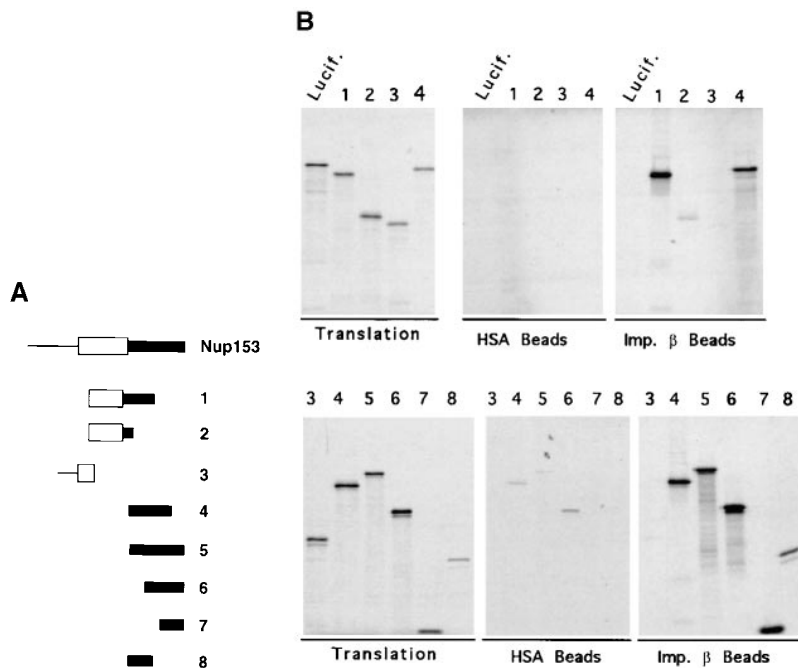 B
Lucif. 1 2 3 4
Lucif. 1 2 3 4
Lucif. 1 2 3 4
Translation
HSA Beads
Imp. β Beads
A
Nup153
1
2
3
4
5
6
7
8
3 4 5 6 7 8
3 4 5 6 7 8
3 4 5 6 7 8
Translation
HSA Beads
Imp. β Beads